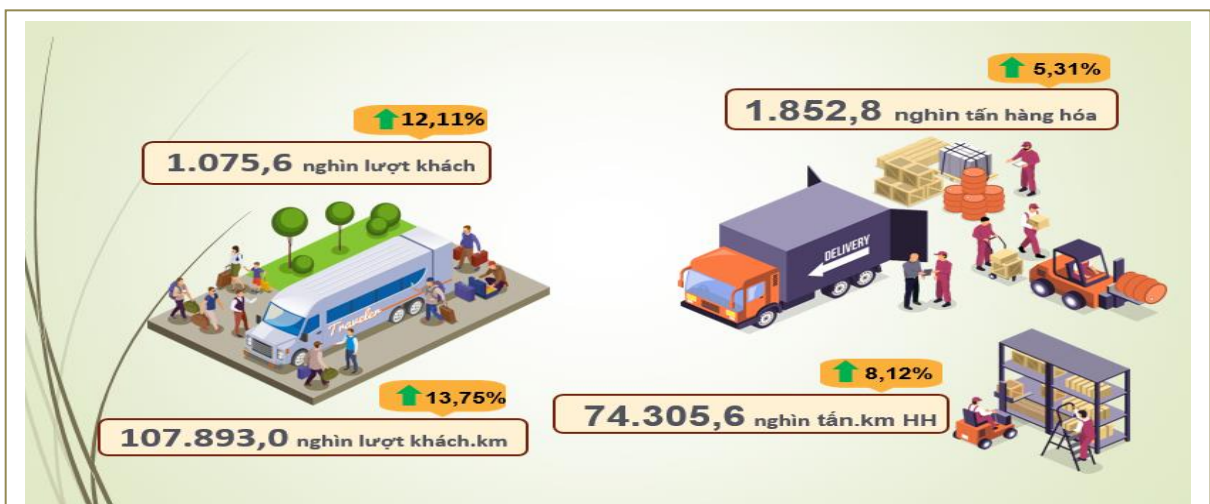 12,11%
1.075,6 nghìn lượt khách
Traveler
13,75%
107.893,0 nghìn lượt khách.km
5,31%
1.852,8 nghìn tấn hàng hóa
DELIVERY
8,12%
74.305,6 nghìn tấn.km HH